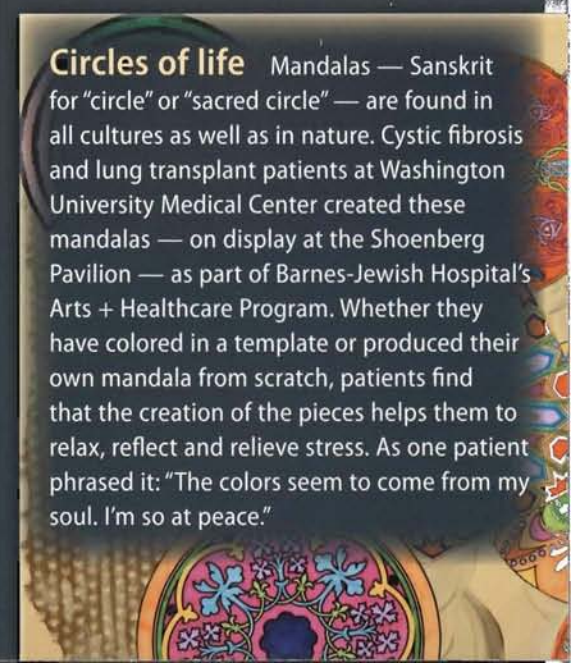 Circles of life Mandalas — Sanskrit
for “circle” or “sacred circle” — are found in
all cultures as well as in nature. Cystic fibrosis
and lung transplant patients at Washington
University Medical Center created these
mandalas — on display at the Shoenberg
Pavilion — as part of Barnes-Jewish Hospital’s
Arts + Healthcare Program. Whether they
have colored in a template or produced their
own mandala from scratch, patients find
that the creation of the pieces helps them to
relax, reflect and relieve stress. As one patient
phrased it: “The colors seem to come from my
soul. I’m so at peace.”